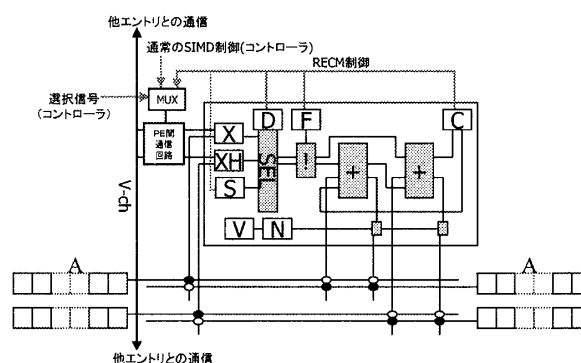 他エントリとの通信
通常のSIMD制御(コントローラ)
RECM制御
選択信号
(コントローラ)
MUX
D
F
C
PE間
通信
回路
X
XH
S
SEL
!
+
+
V-ch
V
N
A
A
他エントリとの通信